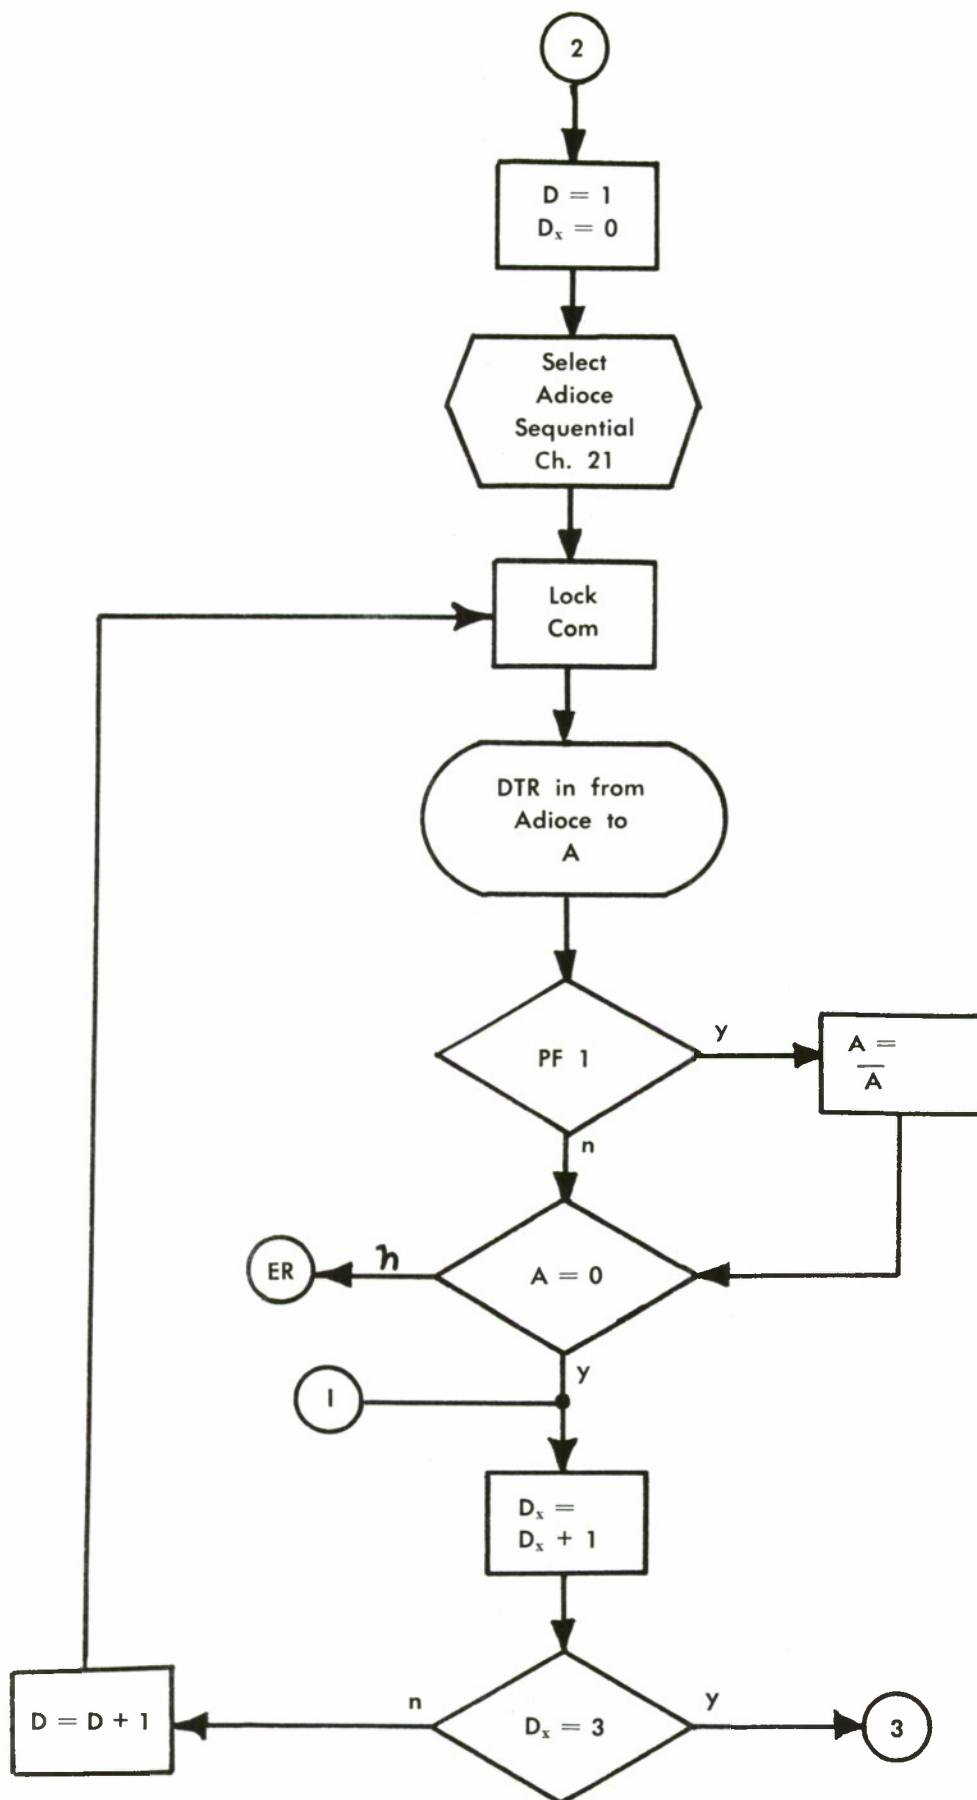 2
D = 1
Dₓ = 0
Select
Adioce
Sequential
Ch. 21
Lock
Com
DTR in from
Adioce to
A
PF 1
y
A =
A̅
n
A = 0
n
ER
y
1
Dₓ =
Dₓ + 1
Dₓ = 3
n
D = D + 1
y
3